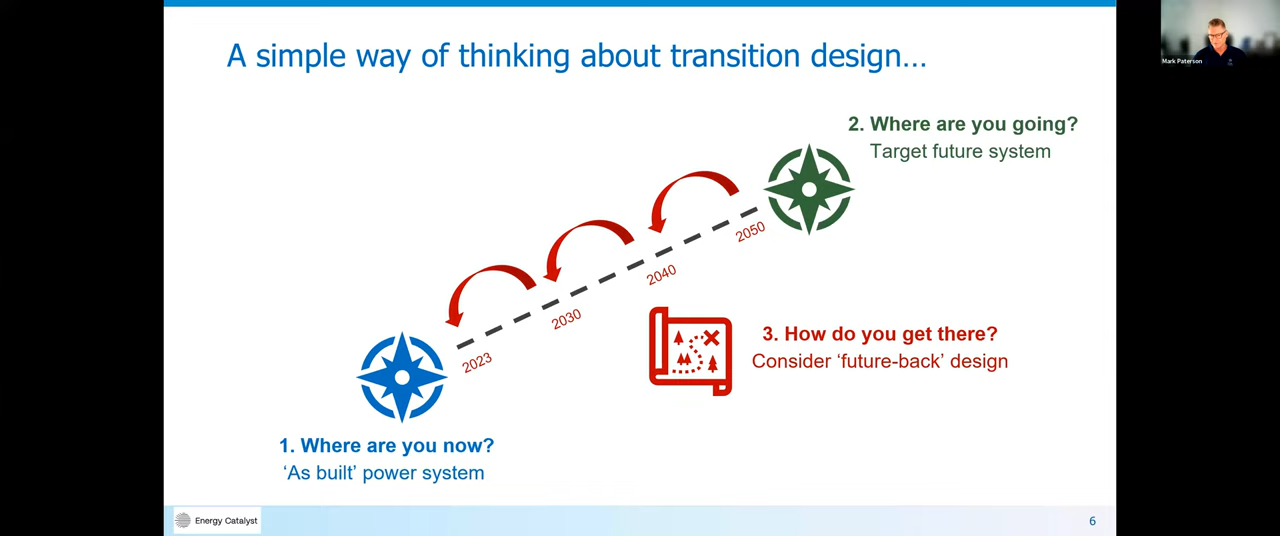 A simple way of thinking about transition design…
Mark Paterson
2. Where are you going?
Target future system
2050
2040
2030
2023
3. How do you get there?
Consider ‘future-back’ design
1. Where are you now?
‘As built’ power system
Energy Catalyst
6